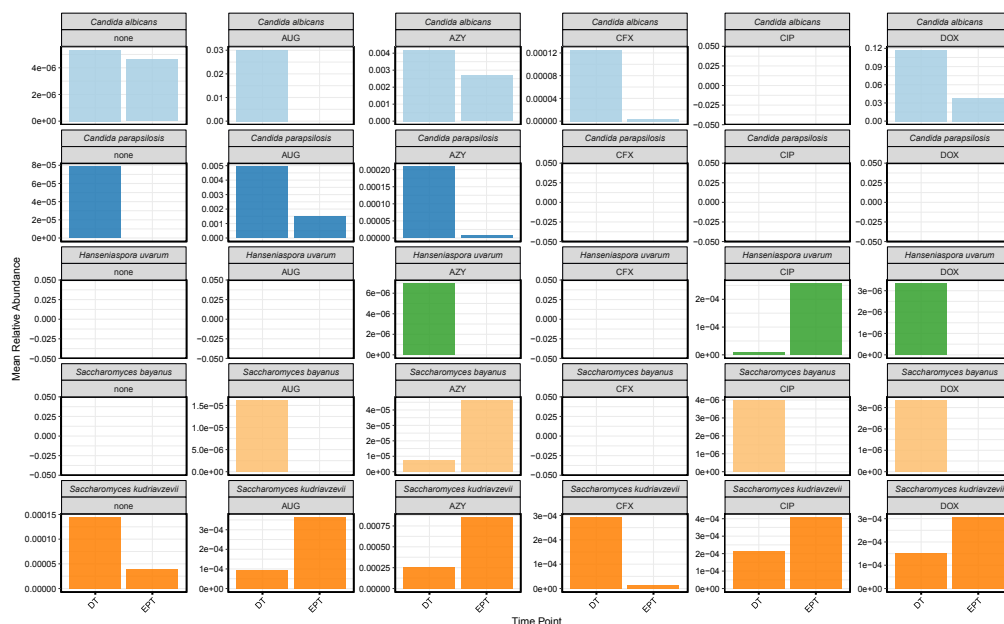 Candida albicans
none
4e−06
2e−06
0e+00
Candida albicans
AUG
0.03
0.02
0.01
0.00
Candida albicans
AZY
0.004
0.003
0.002
0.001
0.000
Candida albicans
CFX
0.00012
0.00008
0.00004
0.00000
Candida albicans
CIP
0.050
0.025
0.000
−0.025
−0.050
Candida albicans
DOX
0.12
0.09
0.06
0.03
0.00
Candida parapsilosis
none
8e−05
6e−05
4e−05
2e−05
0e+00
Candida parapsilosis
AUG
0.005
0.004
0.003
0.002
0.001
0.000
Candida parapsilosis
AZY
0.00020
0.00015
0.00010
0.00005
0.00000
Candida parapsilosis
CFX
0.050
0.025
0.000
−0.025
−0.050
Candida parapsilosis
CIP
0.050
0.025
0.000
−0.025
−0.050
Candida parapsilosis
DOX
0.050
0.025
0.000
−0.025
−0.050
Hanseniaspora uvarum
none
0.050
0.025
0.000
−0.025
−0.050
Hanseniaspora uvarum
AUG
0.050
0.025
0.000
−0.025
−0.050
Hanseniaspora uvarum
AZY
6e−06
4e−06
2e−06
0e+00
Hanseniaspora uvarum
CFX
0.050
0.025
0.000
−0.025
−0.050
Hanseniaspora uvarum
CIP
2e−04
1e−04
0e+00
Hanseniaspora uvarum
DOX
3e−06
2e−06
1e−06
0e+00
Saccharomyces bayanus
none
0.050
0.025
0.000
−0.025
−0.050
Saccharomyces bayanus
AUG
1.5e−05
1.0e−05
5.0e−06
0.0e+00
Saccharomyces bayanus
AZY
4e−05
3e−05
2e−05
1e−05
0e+00
Saccharomyces bayanus
CFX
0.050
0.025
0.000
−0.025
−0.050
Saccharomyces bayanus
CIP
4e−06
3e−06
2e−06
1e−06
0e+00
Saccharomyces bayanus
DOX
3e−06
2e−06
1e−06
0e+00
Saccharomyces kudriavzevii
none
0.00015
0.00010
0.00005
0.00000
Saccharomyces kudriavzevii
AUG
3e−04
2e−04
1e−04
0e+00
Saccharomyces kudriavzevii
AZY
0.00075
0.00050
0.00025
0.00000
Saccharomyces kudriavzevii
CFX
3e−04
2e−04
1e−04
0e+00
Saccharomyces kudriavzevii
CIP
4e−04
3e−04
2e−04
1e−04
0e+00
Saccharomyces kudriavzevii
DOX
3e−04
2e−04
1e−04
0e+00
DT
EPT
DT
EPT
DT
EPT
DT
EPT
DT
EPT
DT
EPT
Mean Relative Abundance
Time Point